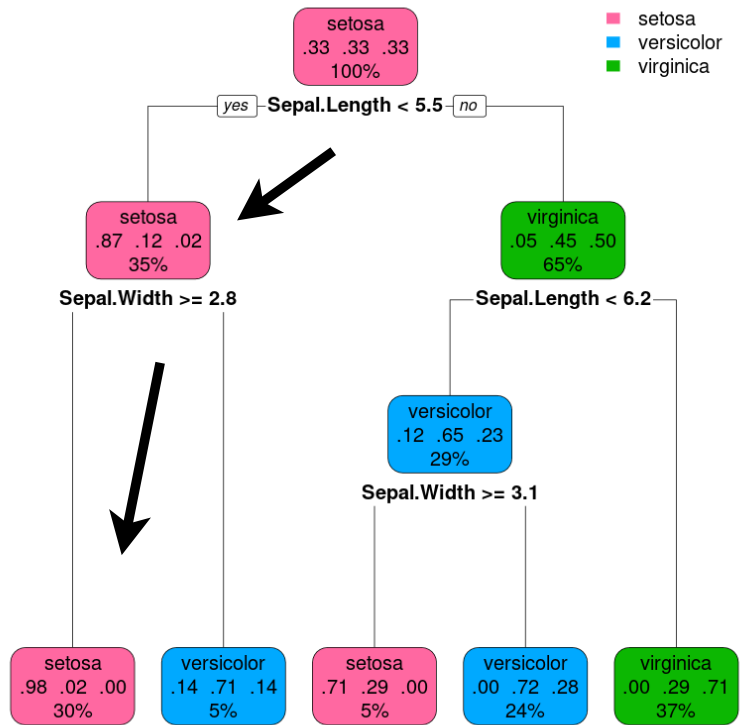 setosa
.33 .33 .33
100%
setosa
versicolor
virginica
yes Sepal.Length < 5.5 no
setosa
.87 .12 .02
35%
virginica
.05 .45 .50
65%
Sepal.Width >= 2.8
Sepal.Length < 6.2
versicolor
.12 .65 .23
29%
Sepal.Width >= 3.1
setosa
.98 .02 .00
30%
versicolor
.14 .71 .14
5%
setosa
.71 .29 .00
5%
versicolor
.00 .72 .28
24%
virginica
.00 .29 .71
37%